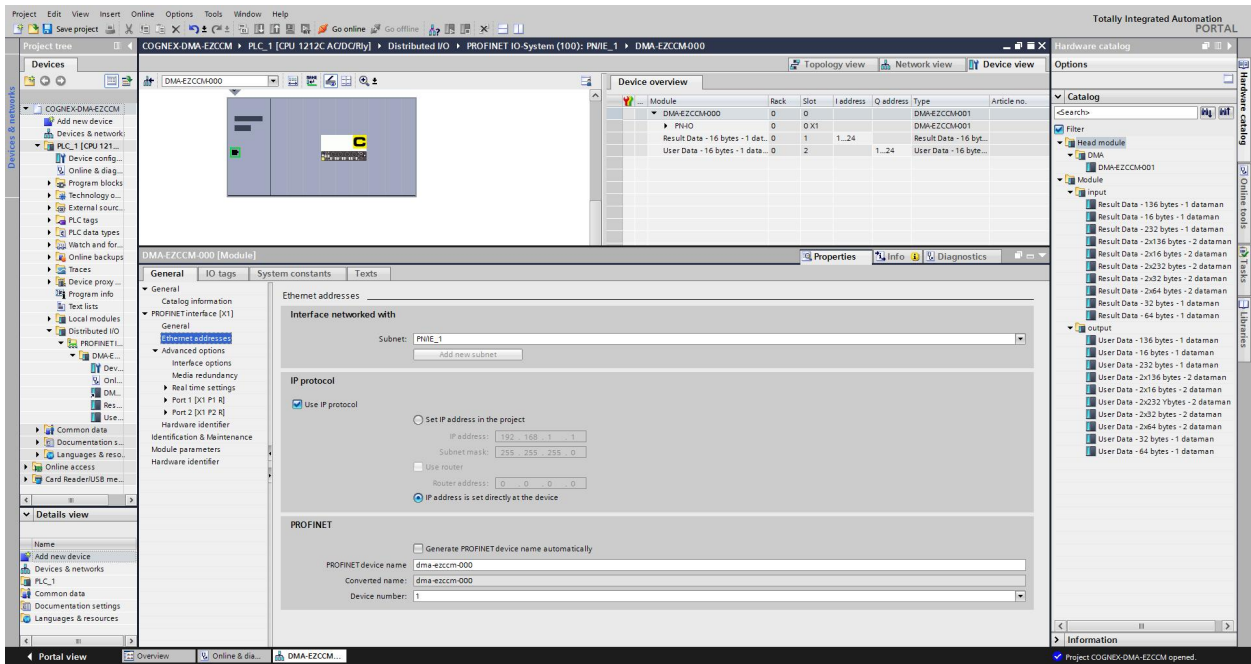 Project Edit View Insert Online Options Tools Window Help
Totally Integrated Automation
PORTAL
Save project Go online Go offline
Project tree
COGNEX-DMA-EZCCM ▸ PLC_1 [CPU 1212C AC/DC/Rly] ▸ Distributed I/O ▸ PROFINET IO-System (100): PN/IE_1 ▸ DMA-EZCCM-000
Hardware catalog
Devices
Topology view Network view Device view
Options
DMA-EZCCM-000
Device overview
Module Rack Slot I address Q address Type Article no.
DMA-EZCCM-000 0 0 DMA-EZCCM-001
PN-IO 0 0 X1 DMA-EZCCM-001
Result Data - 16 bytes - 1 dat... 0 1 1...24 Result Data - 16 byt...
User Data - 16 bytes - 1 data... 0 2 1...24 User Data - 16 byte...
Catalog
<Search>
Filter
Head module
DMA
DMA-EZCCM-001
Module
input
Result Data - 136 bytes - 1 dataman
Result Data - 16 bytes - 1 dataman
Result Data - 232 bytes - 1 dataman
Result Data - 2x136 bytes - 2 dataman
Result Data - 2x16 bytes - 2 dataman
Result Data - 2x232 bytes - 2 dataman
Result Data - 2x32 bytes - 2 dataman
Result Data - 2x64 bytes - 2 dataman
Result Data - 32 bytes - 1 dataman
Result Data - 64 bytes - 1 dataman
output
User Data - 136 bytes - 1 dataman
User Data - 16 bytes - 1 dataman
User Data - 232 bytes - 1 dataman
User Data - 2x136 bytes - 2 dataman
User Data - 2x16 bytes - 2 dataman
User Data - 2x232 Ybytes - 2 dataman
User Data - 2x32 bytes - 2 dataman
User Data - 2x64 bytes - 2 dataman
User Data - 32 bytes - 1 dataman
User Data - 64 bytes - 1 dataman
Information
Devices & networks
Hardware catalog
Online tools
Tasks
Libraries
COGNEX-DMA-EZCCM
Add new device
Devices & network:
PLC_1 [CPU 121...
Device config...
Online & diag...
Program blocks
Technology o...
External sourc...
PLC tags
PLC data types
Watch and for...
Online backups
Traces
Device proxy ...
Program info
Text lists
Local modules
Distributed I/O
PROFINET I...
DMA-E...
Dev...
Onl...
DM...
Res...
Use...
Common data
Documentation s...
Languages & reso..
Online access
Card Reader/USB me...
Details view
Name
Add new device
Devices & networks
PLC_1
Common data
Documentation settings
Languages & resources
DMA-EZCCM-000 [Module]
Properties Info Diagnostics
General IO tags System constants Texts
General
Catalog information
PROFINET interface [X1]
General
Ethernet addresses
Advanced options
Interface options
Media redundancy
Real time settings
Port 1 [X1 P1 R]
Port 2 [X1 P2 R]
Hardware identifier
Identification & Maintenance
Module parameters
Hardware identifier
Ethernet addresses
Interface networked with
Subnet: PN/IE_1
Add new subnet
IP protocol
Use IP protocol
Set IP address in the project
IP address: 192 . 168 . 1 . 1
Subnet mask: 255 . 255 . 255 . 0
Use router
Router address: 0 . 0 . 0 . 0
IP address is set directly at the device
PROFINET
Generate PROFINET device name automatically
PROFINET device name dma-ezccm-000
Converted name: dma-ezccm-000
Device number: 1
Portal view Overview Online & dia... DMA-EZCCM...
Project COGNEX-DMA-EZCCM opened.